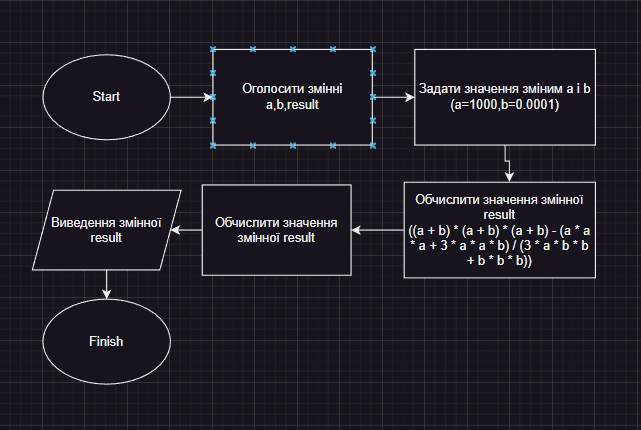 Start
Оголосити змінні
a,b,result
Задати значення зміним a і b
(a=1000,b=0.0001)
Обчислити значення змінної
result
((a + b) * (a + b) * (a + b) - (a * a
* a + 3 * a * a * b) / (3 * a * b * b
+ b * b * b))
Обчислити значення
змінної result
Виведення змінної
result
Finish